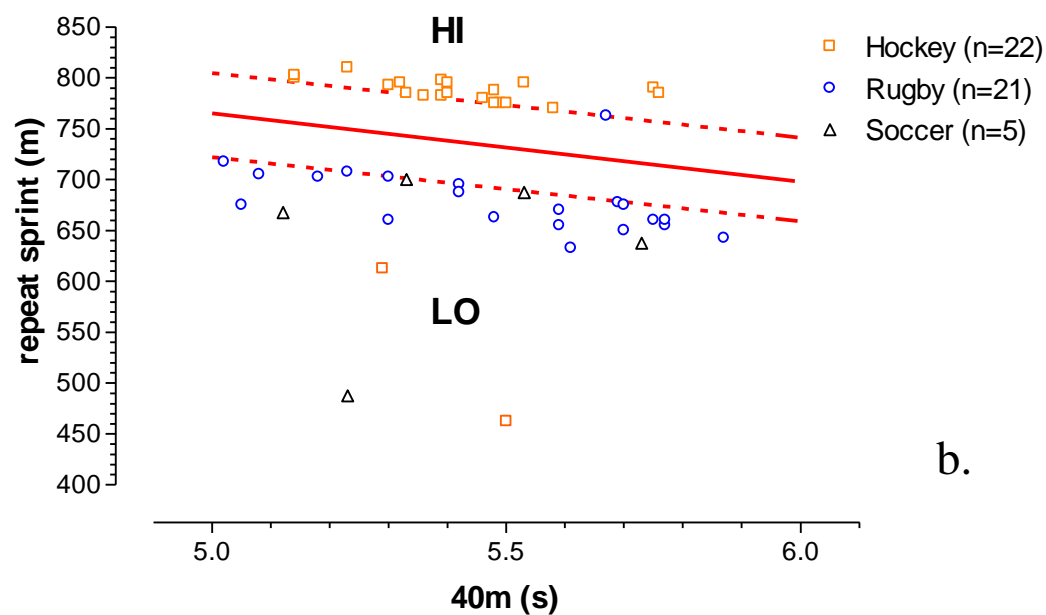 HI
Hockey (n=22)
Rugby (n=21)
Soccer (n=5)
repeat sprint (m)
850
800
750
700
650
600
550
500
450
400
LO
b.
5.0 5.5 6.0
40m (s)